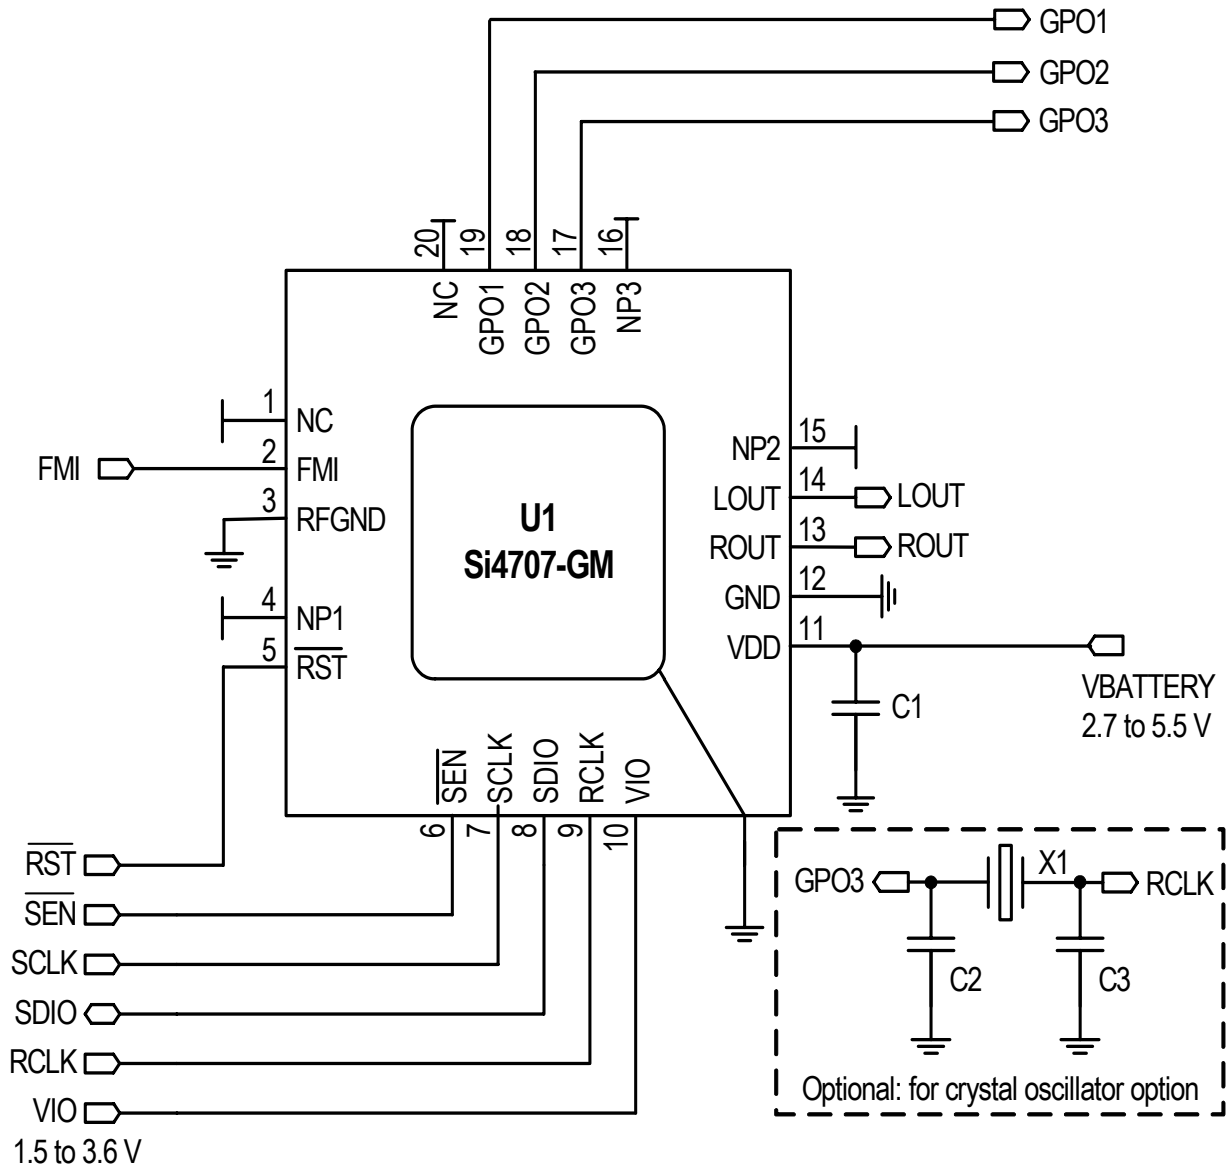 GPO1
GPO2
GPO3
20
19
18
17
16
NC
GPO1
GPO2
GPO3
NP3
1
NC
FMI
2
FMI
3
RFGND
4
NP1
5
RST
U1
Si4707-GM
NP2
15
LOUT
14
LOUT
ROUT
13
ROUT
GND
12
VDD
11
VBATTERY
2.7 to 5.5 V
C1
SEN
SCLK
SDIO
RCLK
VIO
6
7
8
9
10
RST
SEN
SCLK
SDIO
RCLK
VIO
1.5 to 3.6 V
GPO3
X1
RCLK
C2
C3
Optional: for crystal oscillator option